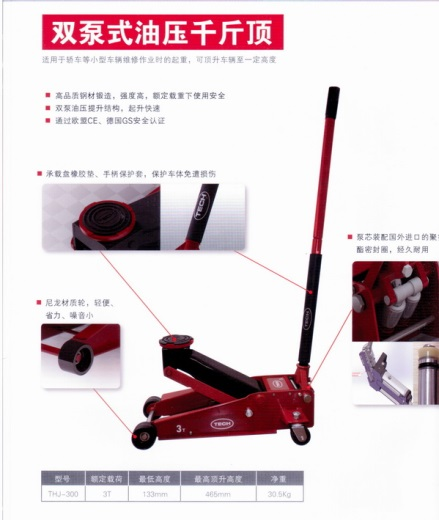 双泵式油压千斤顶
适用于轿车等小型车辆维修作业时的起重，可顶升车辆至一定高度
■ 高品质钢材锻造，强度高，额定载重下使用安全
■ 双泵油压提升结构，起升快速
■ 通过欧盟CE、德国GS安全认证
■ 承载盘橡胶垫、手柄保护套，保护车体免遭损伤
TECH
■ 泵芯装配国外进口的聚
酯密封圈，经久耐用
■ 尼龙材质轮，轻便、
省力、噪音小
TECH
3T
TECH
型号 额定载荷 最低高度 最高顶升高度 净重
THJ-300 3T 133mm 465mm 30.5Kg